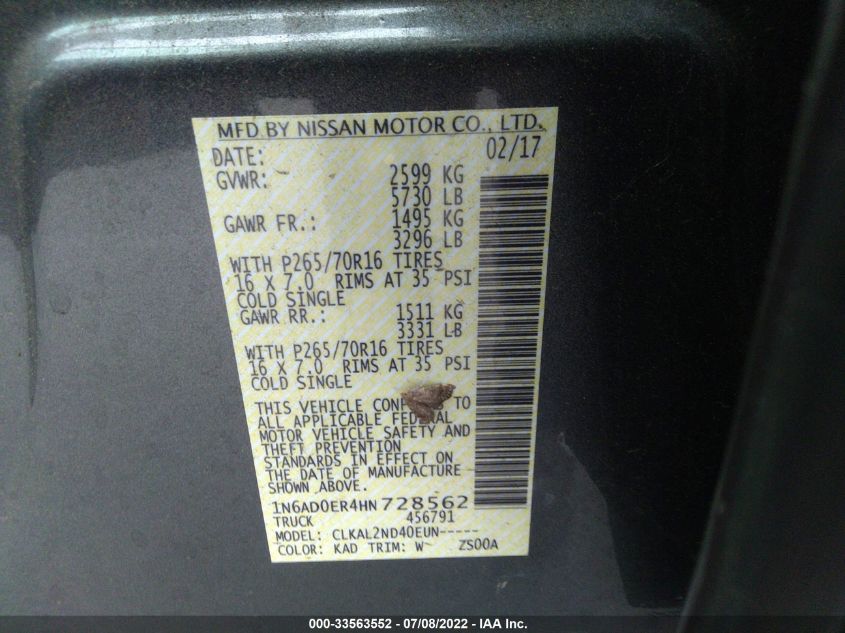 MFD BY NISSAN MOTOR CO., LTD.
DATE: 02/17
GVWR: 2599 KG
5730 LB
GAWR FR.: 1495 KG
3296 LB
WITH P265/70R16 TIRES
16 X 7.0 RIMS AT 35 PSI
COLD SINGLE
GAWR RR.: 1511 KG
3331 LB
WITH P265/70R16 TIRES
16 X 7.0 RIMS AT 35 PSI
COLD SINGLE
THIS VEHICLE TO
ALL APPLICABLE
MOTOR VEHICLE SAFETY AND
THEFT PREVENTION
STANDARDS IN EFFECT ON
THE DATE OF MANUFACTURE
SHOWN ABOVE.
1N6AD0ER4HN728562
TRUCK 456791
MODEL: CLKAL2ND40EUN-----
COLOR: KAD TRIM: W ZS00A
000-33563552 - 07/08/2022 - IAA Inc.